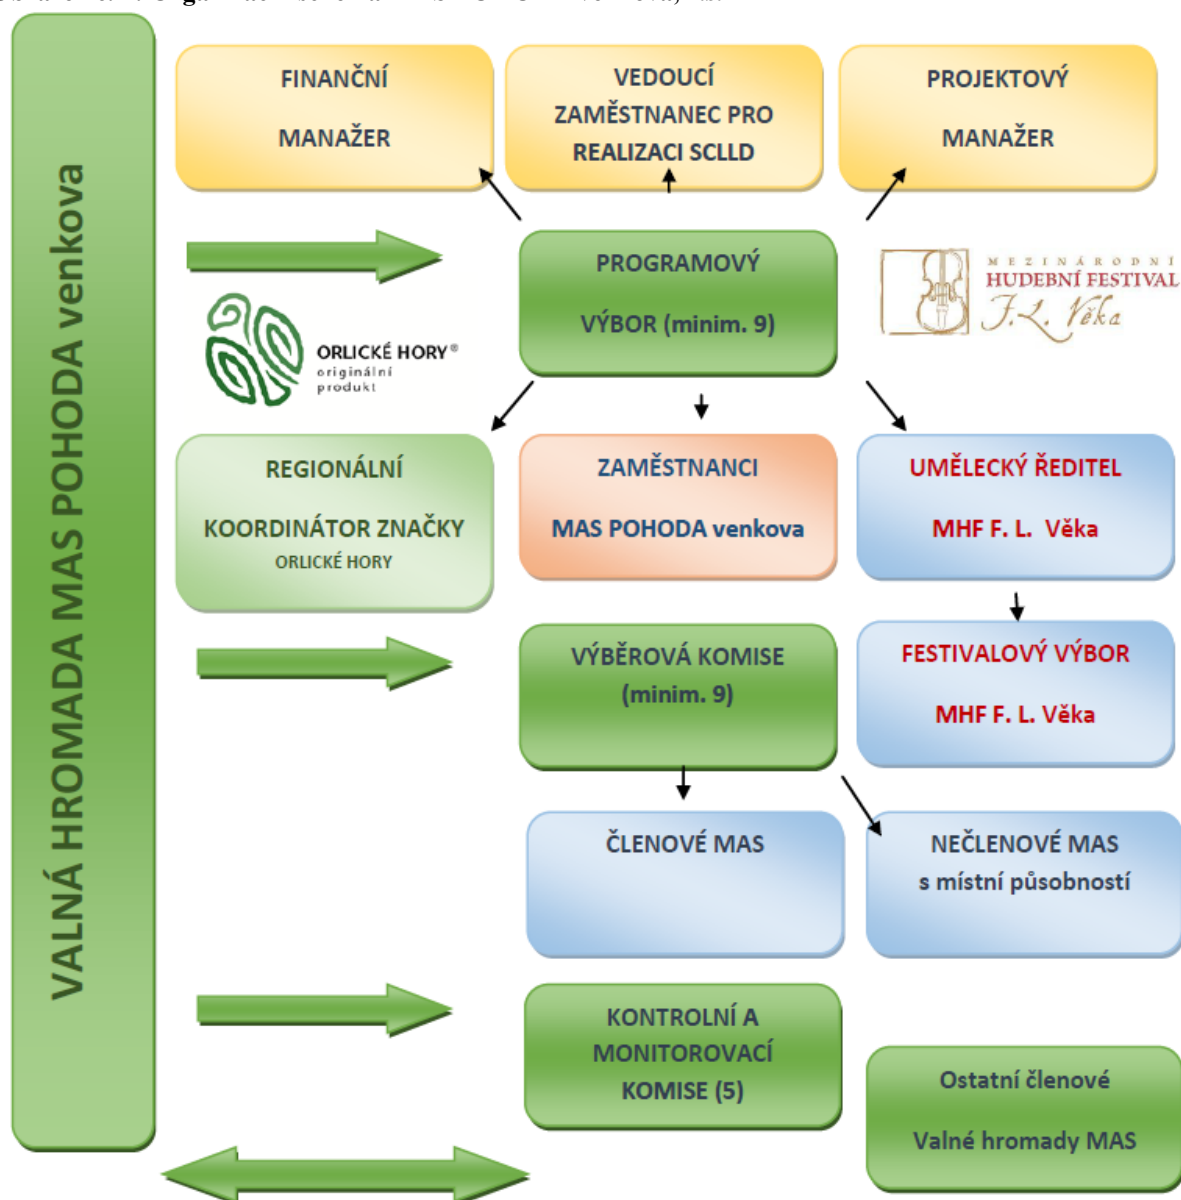 VALNÁ HROMADA MAS POHODA venkova
FINANČNÍ
MANAŽER
VEDOUCÍ
ZAMĚSTNANEC PRO
REALIZACI SCLLD
PROJEKTOVÝ
MANAŽER
PROGRAMOVÝ
VÝBOR (minim. 9)
MEZINÁRODNÍ
HUDEBNÍ FESTIVAL
F. L. Věka
ORLICKÉ HORY®
originální
produkt
REGIONÁLNÍ
KOORDINÁTOR ZNAČKY
ORLICKÉ HORY
ZAMĚSTNANCI
MAS POHODA venkova
UMĚLECKÝ ŘEDITEL
MHF F. L. Věka
VÝBĚROVÁ KOMISE
(minim. 9)
FESTIVALOVÝ VÝBOR
MHF F. L. Věka
ČLENOVÉ MAS
NEČLENOVÉ MAS
s místní působností
KONTROLNÍ A
MONITOROVACÍ
KOMISE (5)
Ostatní členové
Valné hromady MAS